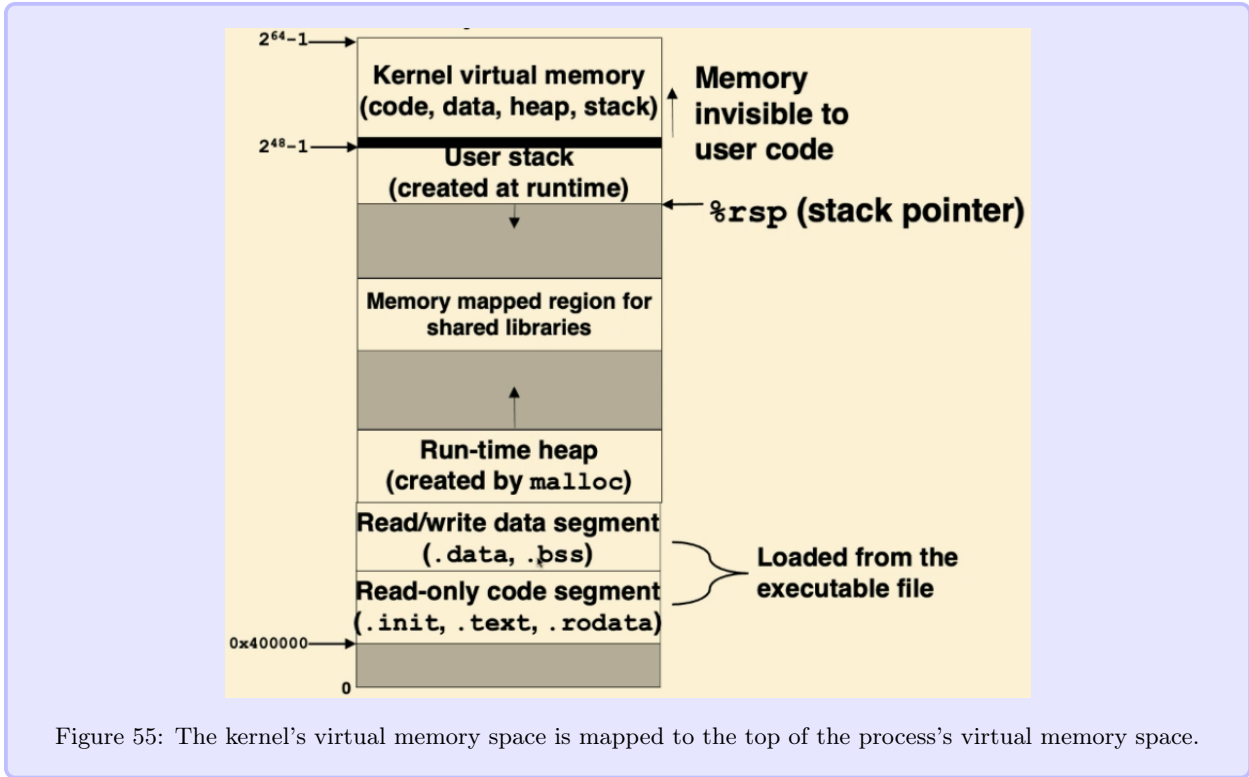 2⁶⁴-1
Kernel virtual memory
(code, data, heap, stack)
Memory
invisible to
user code
2⁴⁸-1
User stack
(created at runtime)
%rsp (stack pointer)
Memory mapped region for
shared libraries
Run-time heap
(created by malloc)
Read/write data segment
(.data, .bss)
Read-only code segment
(.init, .text, .rodata)
Loaded from the
executable file
0x400000
0
Figure 55: The kernel's virtual memory space is mapped to the top of the process's virtual memory space.